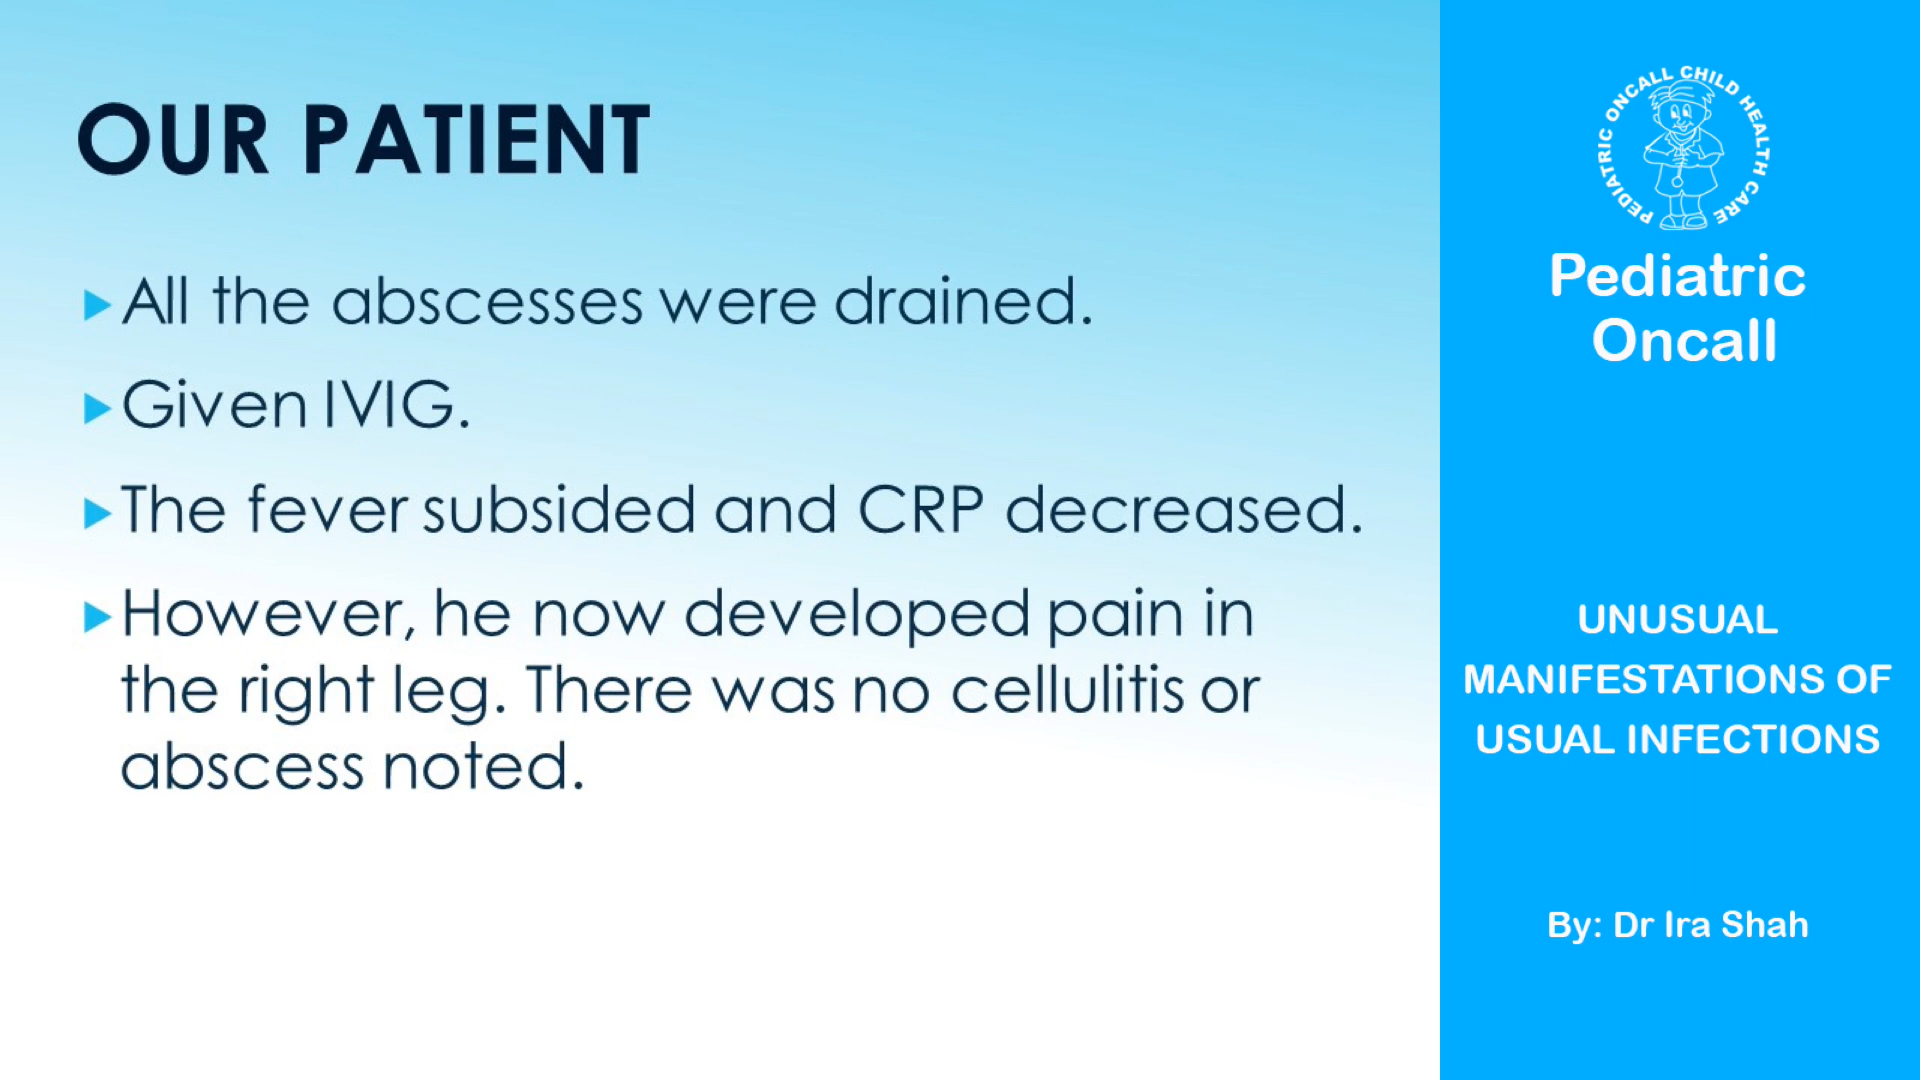 OUR PATIENT
▶All the abscesses were drained.
▶Given IVIG.
▶The fever subsided and CRP decreased.
▶However, he now developed pain in
the right leg. There was no cellulitis or
abscess noted.
PEDIATRIC ONCALL CHILD HEALTH CARE
Pediatric
Oncall
UNUSUAL
MANIFESTATIONS OF
USUAL INFECTIONS
By: Dr Ira Shah